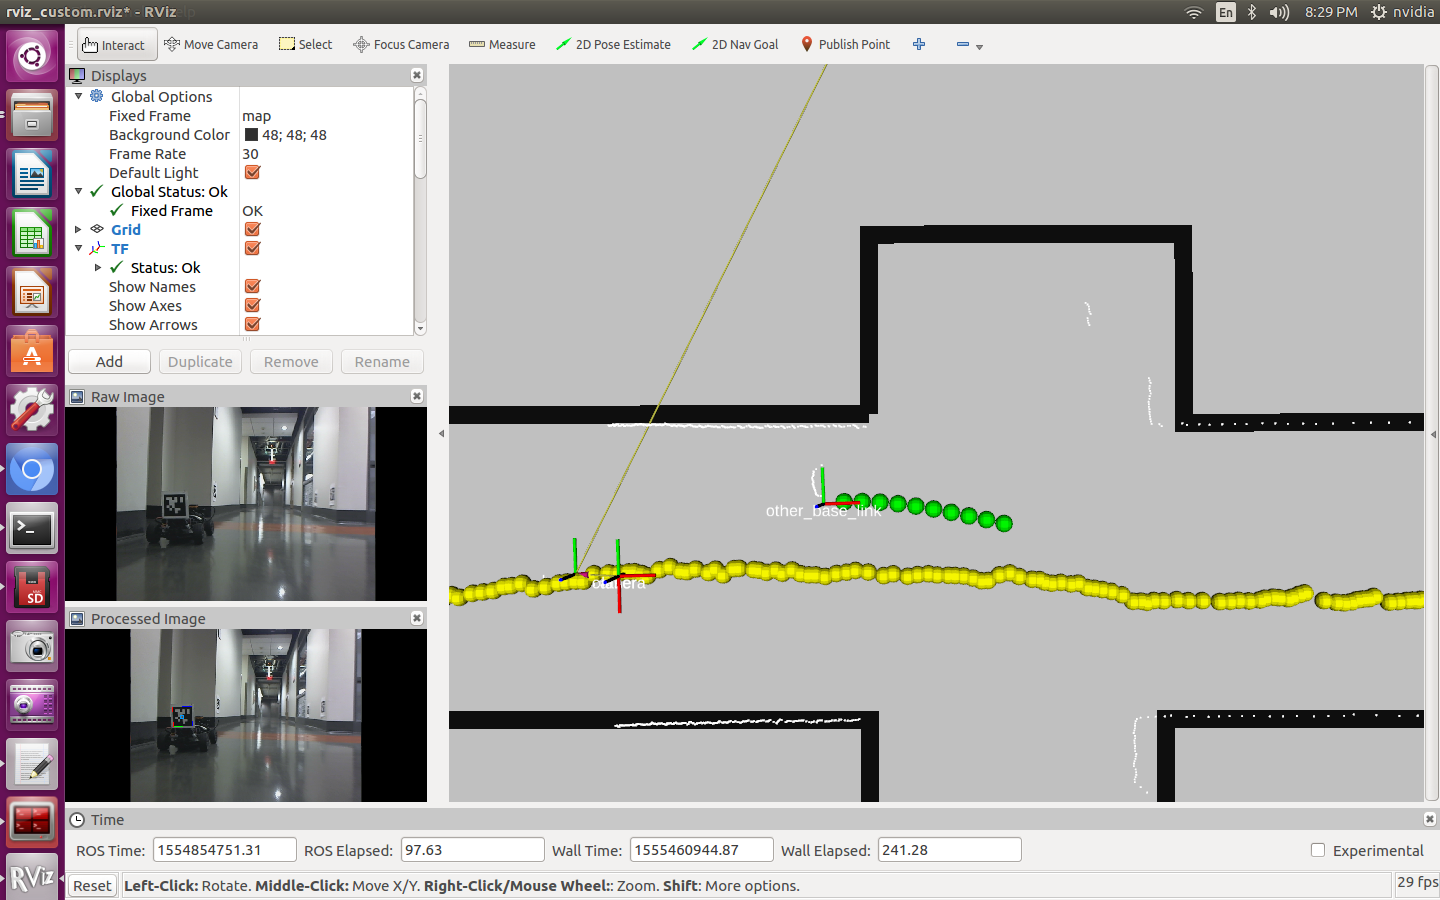 rviz_custom.rviz* - RViz
En
8:29 PM
nvidia
Interact
Move Camera
Select
Focus Camera
Measure
2D Pose Estimate
2D Nav Goal
Publish Point
Displays
Global Options
Fixed Frame map
Background Color 48; 48; 48
Frame Rate 30
Default Light
Global Status: Ok
Fixed Frame OK
Grid
TF
Status: Ok
Show Names
Show Axes
Show Arrows
Add
Duplicate
Remove
Rename
Raw Image
Processed Image
other_base_link
Time
ROS Time: 1554854751.31
ROS Elapsed: 97.63
Wall Time: 1555460944.87
Wall Elapsed: 241.28
Experimental
Reset
Left-Click: Rotate. Middle-Click: Move X/Y. Right-Click/Mouse Wheel:: Zoom. Shift: More options.
29 fps
SD
RViz